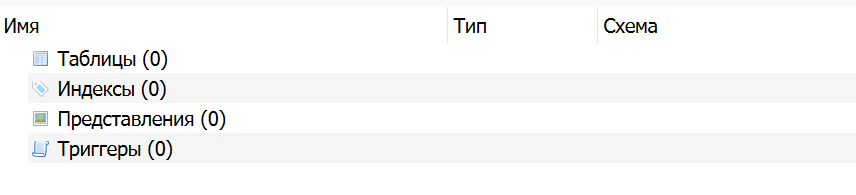 Имя Тип Схема
Таблицы (0)
Индексы (0)
Представления (0)
Триггеры (0)